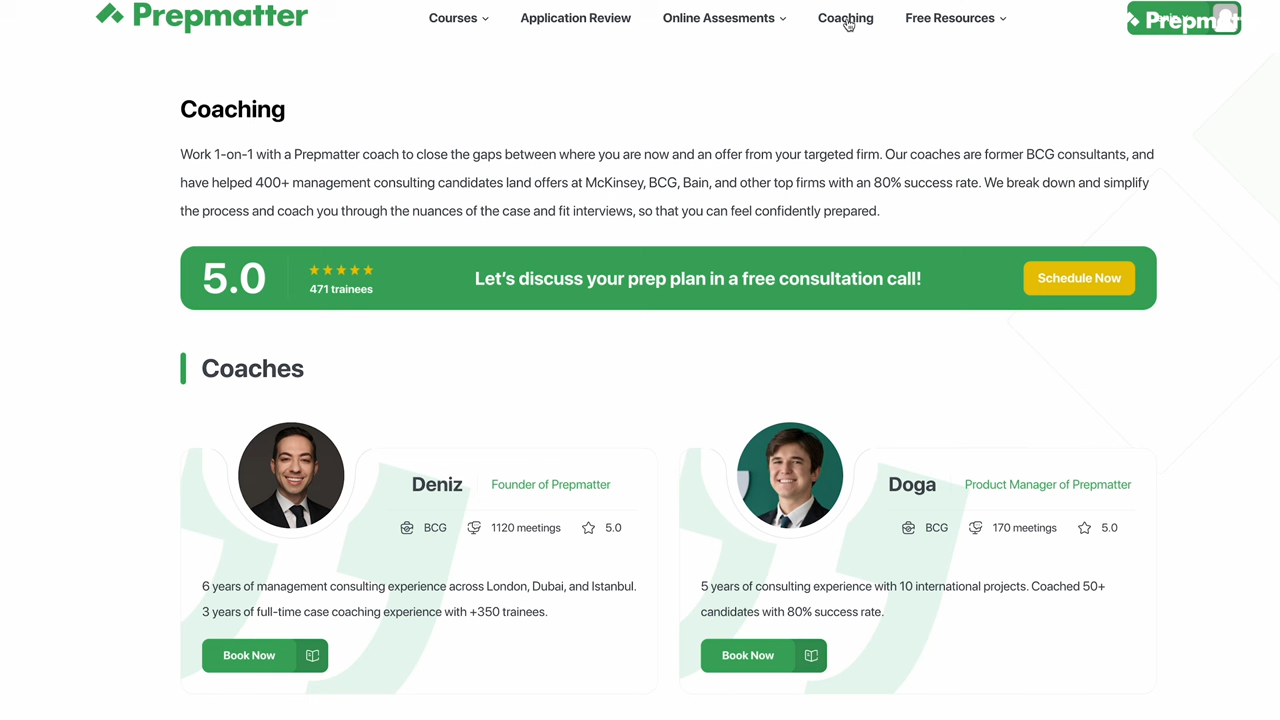 Prepmatter
Courses
Application Review
Online Assesments
Coaching
Free Resources
Prepm
Coaching
Work 1-on-1 with a Prepmatter coach to close the gaps between where you are now and an offer from your targeted firm. Our coaches are former BCG consultants, and
have helped 400+ management consulting candidates land offers at McKinsey, BCG, Bain, and other top firms with an 80% success rate. We break down and simplify
the process and coach you through the nuances of the case and fit interviews, so that you can feel confidently prepared.
5.0
471 trainees
Let's discuss your prep plan in a free consultation call!
Schedule Now
Coaches
Deniz
Founder of Prepmatter
BCG
1120 meetings
5.0
6 years of management consulting experience across London, Dubai, and Istanbul.
3 years of full-time case coaching experience with +350 trainees.
Book Now
Doga
Product Manager of Prepmatter
BCG
170 meetings
5.0
5 years of consulting experience with 10 international projects. Coached 50+
candidates with 80% success rate.
Book Now